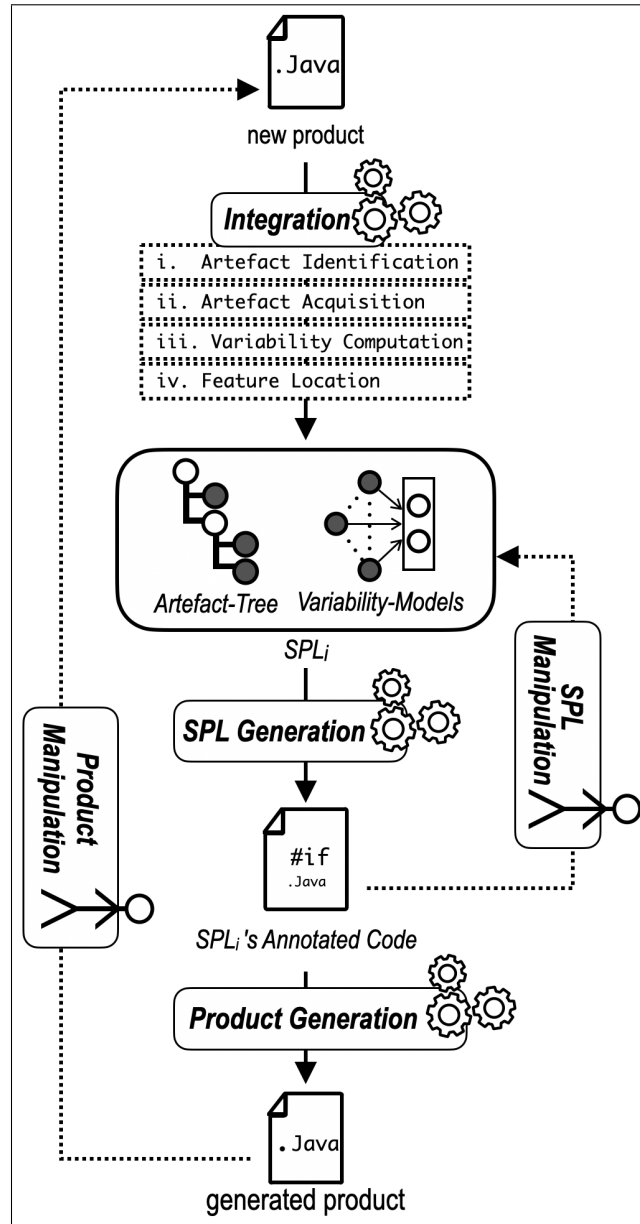 .Java
new product
Integration
i. Artefact Identification
ii. Artefact Acquisition
iii. Variability Computation
iv. Feature Location
Artefact-Tree Variability-Models
SPLi
SPL Manipulation
SPL Generation
Product Manipulation
#if
.Java
SPLi's Annotated Code
Product Generation
.Java
generated product